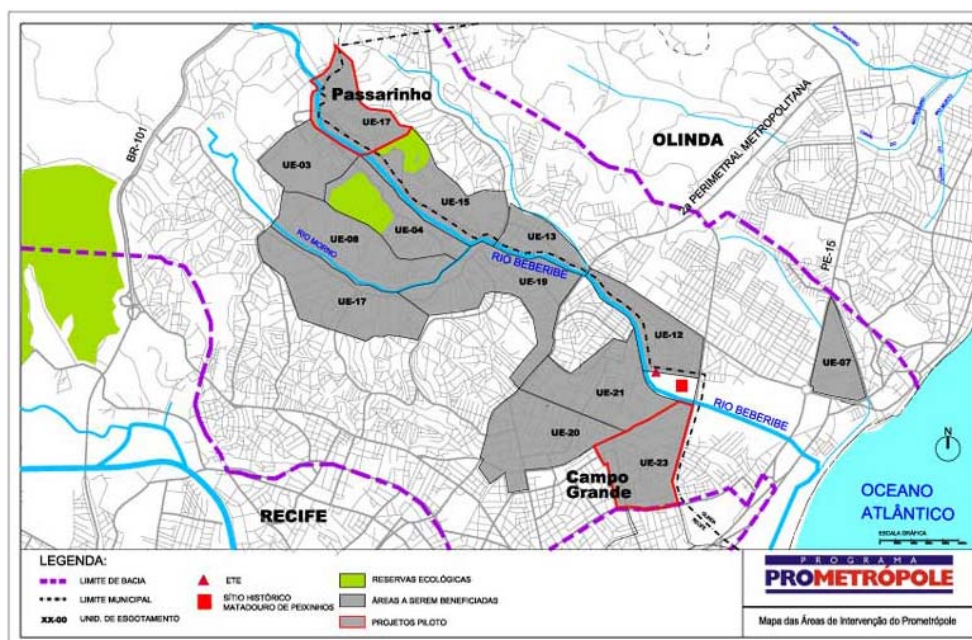 Passarinho
UE-17
BR-101
OLINDA
2ª PERIMETRAL METROPOLITANA
UE-03
UE-15
UE-04
UE-08
RIO MORNO
UE-13
RIO BEBERIBE
UE-19
UE-17
PE-15
UE-12
UE-07
UE-21
RIO BEBERIBE
UE-20
UE-23
Campo
Grande
RECIFE
OLINDA
RECIFE
N
OCEANO
ATLÂNTICO
ESCALA GRÁFICA
LEGENDA:
LIMITE DE BACIA
LIMITE MUNICIPAL
XX-00 UNID. DE ESGOTAMENTO
ETE
SÍTIO HISTÓRICO
MATADOURO DE PEIXINHOS
RESERVAS ECOLÓGICAS
ÁREAS A SEREM BENEFICIADAS
PROJETOS PILOTO
PROGRAMA
PROMETRÓPOLE
Mapa das Áreas de Intervenção do Prometrópole